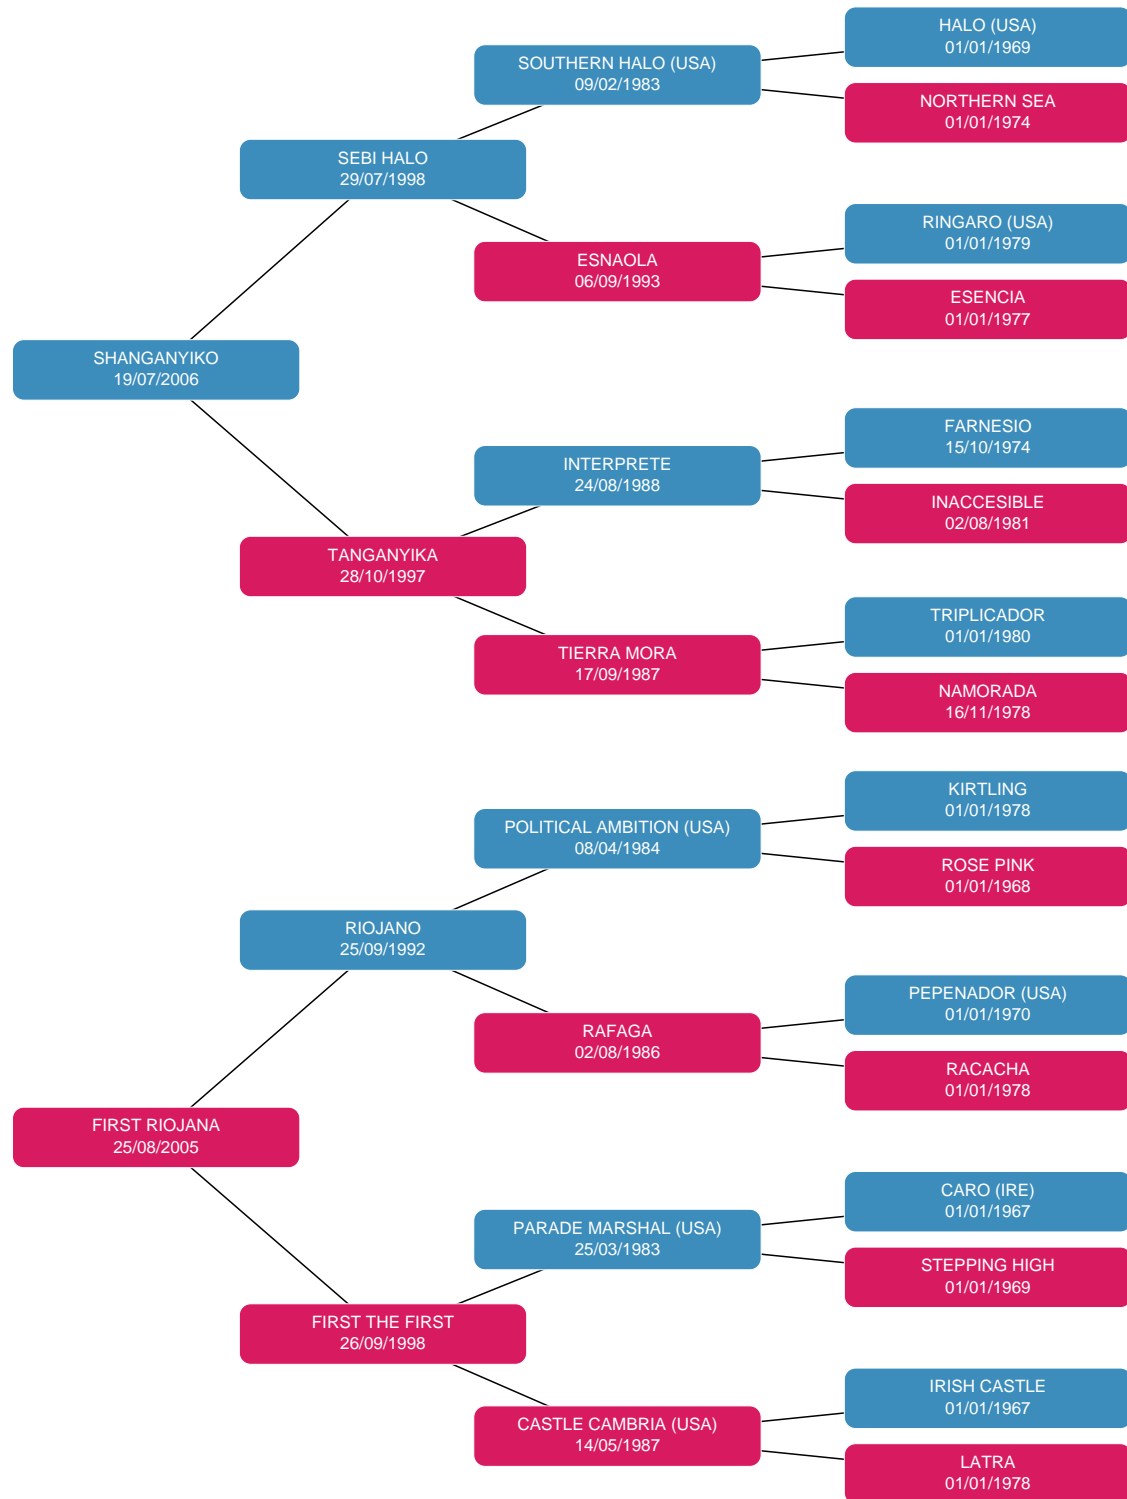 HALO (USA)
01/01/1969
SOUTHERN HALO (USA)
09/02/1983
NORTHERN SEA
01/01/1974
SEBI HALO
29/07/1998
RINGARO (USA)
01/01/1979
ESNAOLA
06/09/1993
ESENCIA
01/01/1977
SHANGANYIKO
19/07/2006
FARNESIO
15/10/1974
INTERPRETE
24/08/1988
INACCESIBLE
02/08/1981
TANGANYIKA
28/10/1997
TRIPLICADOR
01/01/1980
TIERRA MORA
17/09/1987
NAMORADA
16/11/1978
KIRTLING
01/01/1978
POLITICAL AMBITION (USA)
08/04/1984
ROSE PINK
01/01/1968
RIOJANO
25/09/1992
PEPENADOR (USA)
01/01/1970
RAFAGA
02/08/1986
RACACHA
01/01/1978
FIRST RIOJANA
25/08/2005
CARO (IRE)
01/01/1967
PARADE MARSHAL (USA)
25/03/1983
STEPPING HIGH
01/01/1969
FIRST THE FIRST
26/09/1998
IRISH CASTLE
01/01/1967
CASTLE CAMBRIA (USA)
14/05/1987
LATRA
01/01/1978